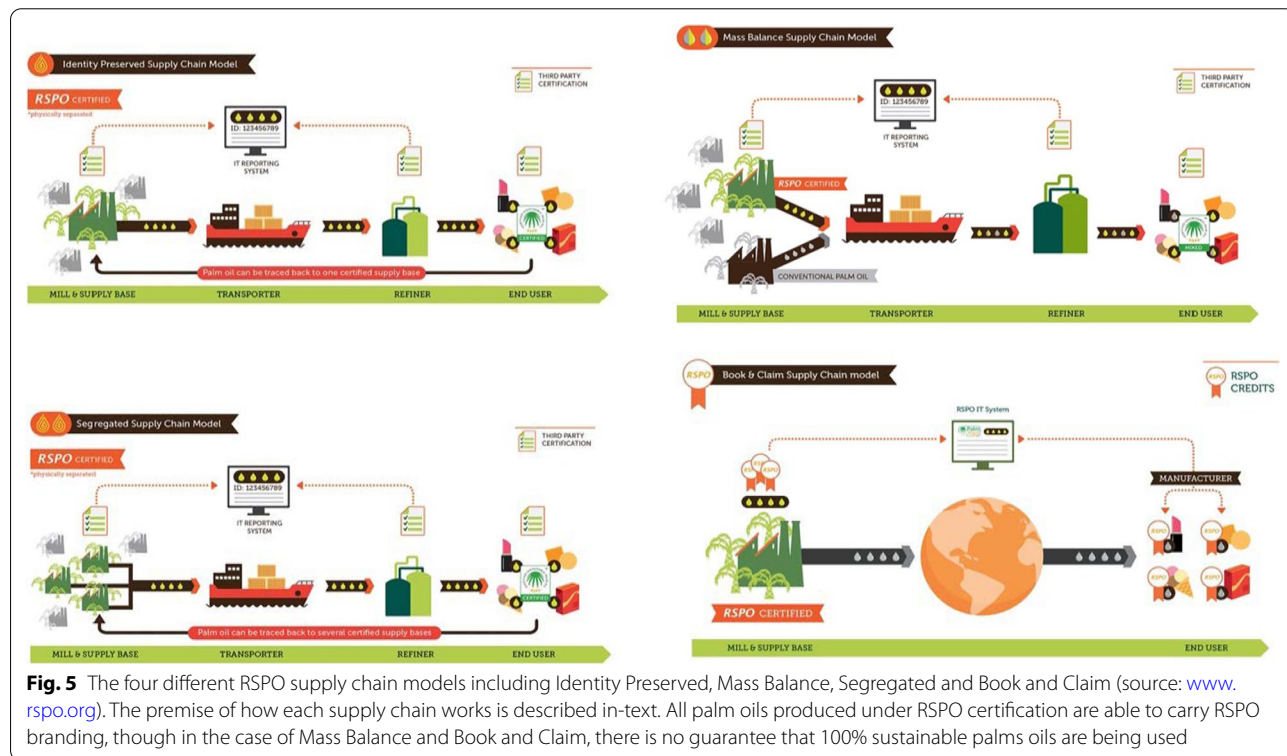 Identity Preserved Supply Chain Model
RSPO CERTIFIED
*physically separated
THIRD PARTY
CERTIFICATION
ID: 123456789
IT REPORTING
SYSTEM
CERTIFIED
Palm oil can be traced back to one certified supply base
MILL & SUPPLY BASE TRANSPORTER REFINER END USER
Mass Balance Supply Chain Model
THIRD PARTY
CERTIFICATION
ID: 123456789
IT REPORTING
SYSTEM
RSPO CERTIFIED
CONVENTIONAL PALM OIL
MIXED
MILL & SUPPLY BASE TRANSPORTER REFINER END USER
Segregated Supply Chain Model
RSPO CERTIFIED
*physically separated
THIRD PARTY
CERTIFICATION
ID: 123456789
IT REPORTING
SYSTEM
CERTIFIED
Palm oil can be traced back to several certified supply bases
MILL & SUPPLY BASE TRANSPORTER REFINER END USER
RSPO Book & Claim Supply Chain model
RSPO RSPO
CREDITS
RSPO IT System
MANUFACTURER
RSPO
RSPO RSPO
RSPO RSPO
RSPO CERTIFIED
MILL & SUPPLY BASE END USER
Fig. 5 The four different RSPO supply chain models including Identity Preserved, Mass Balance, Segregated and Book and Claim (source: www.
rspo.org). The premise of how each supply chain works is described in-text. All palm oils produced under RSPO certification are able to carry RSPO
branding, though in the case of Mass Balance and Book and Claim, there is no guarantee that 100% sustainable palms oils are being used